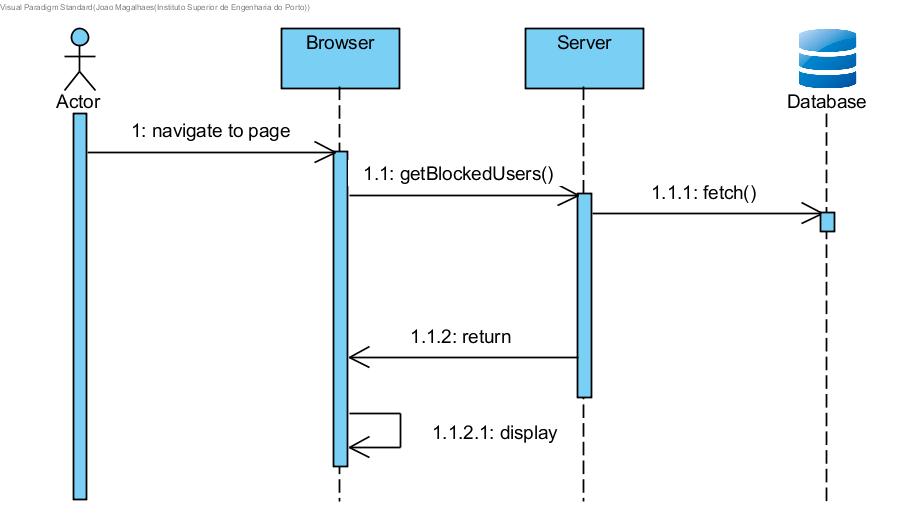 Visual Paradigm Standard(Joao Magalhaes(Instituto Superior de Engenharia do Porto))
Browser
Server
Actor
Database
1: navigate to page
1.1: getBlockedUsers()
1.1.1: fetch()
1.1.2: return
1.1.2.1: display